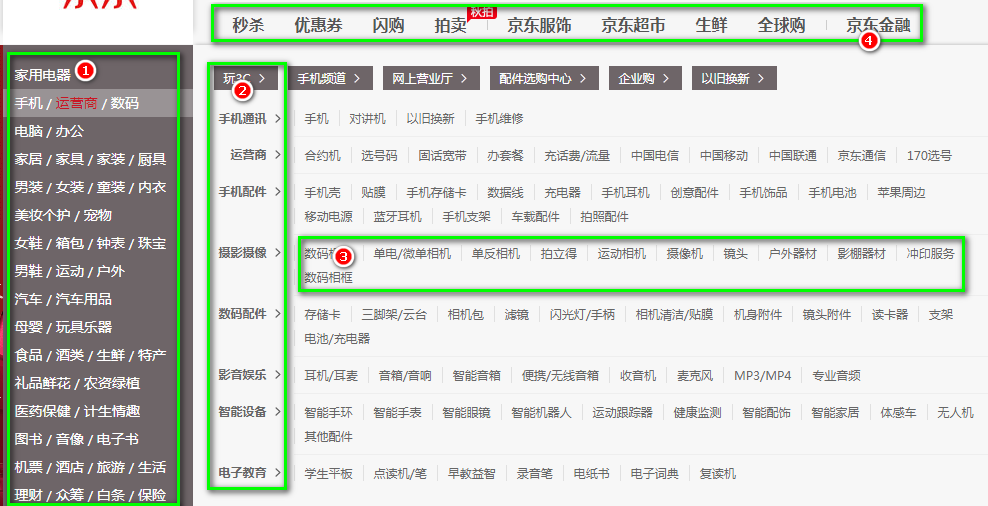 秒杀 优惠券 闪购 拍卖 京东服饰 京东超市 生鲜 全球购 京东金融
4
家用电器 1
手机 / 运营商 / 数码
电脑 / 办公
家居 / 家具 / 家装 / 厨具
男装 / 女装 / 童装 / 内衣
美妆个护 / 宠物
女鞋 / 箱包 / 钟表 / 珠宝
男鞋 / 运动 / 户外
汽车 / 汽车用品
母婴 / 玩具乐器
食品 / 酒类 / 生鲜 / 特产
礼品鲜花 / 农资绿植
医药保健 / 计生情趣
图书 / 音像 / 电子书
机票 / 酒店 / 旅游 / 生活
理财 / 众筹 / 白条 / 保险
玩3C > 手机频道 > 网上营业厅 > 配件选购中心 > 企业购 > 以旧换新 >
2
手机通讯 > 手机 对讲机 以旧换新 手机维修
运营商 > 合约机 选号码 固话宽带 办套餐 充话费/流量 中国电信 中国移动 中国联通 京东通信 170选号
手机配件 > 手机壳 贴膜 手机存储卡 数据线 充电器 手机耳机 创意配件 手机饰品 手机电池 苹果周边
移动电源 蓝牙耳机 手机支架 车载配件 拍照配件
摄影摄像 > 数码 3 单电/微单相机 单反相机 拍立得 运动相机 摄像机 镜头 户外器材 影棚器材 冲印服务
数码相框
数码配件 > 存储卡 三脚架/云台 相机包 滤镜 闪光灯/手柄 相机清洁/贴膜 机身附件 镜头附件 读卡器 支架
电池/充电器
影音娱乐 > 耳机/耳麦 音箱/音响 智能音箱 便携/无线音箱 收音机 麦克风 MP3/MP4 专业音频
智能设备 > 智能手环 智能手表 智能眼镜 智能机器人 运动跟踪器 健康监测 智能配饰 智能家居 体感车 无人机
其他配件
电子教育 > 学生平板 点读机/笔 早教益智 录音笔 电纸书 电子词典 复读机